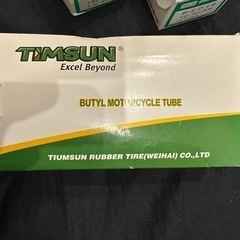 TIMSUN
Excel Beyond
BUTYL MOTORCYCLE TUBE
TIUMSUN RUBBER TIRE(WEIHAI) CO.,LTD